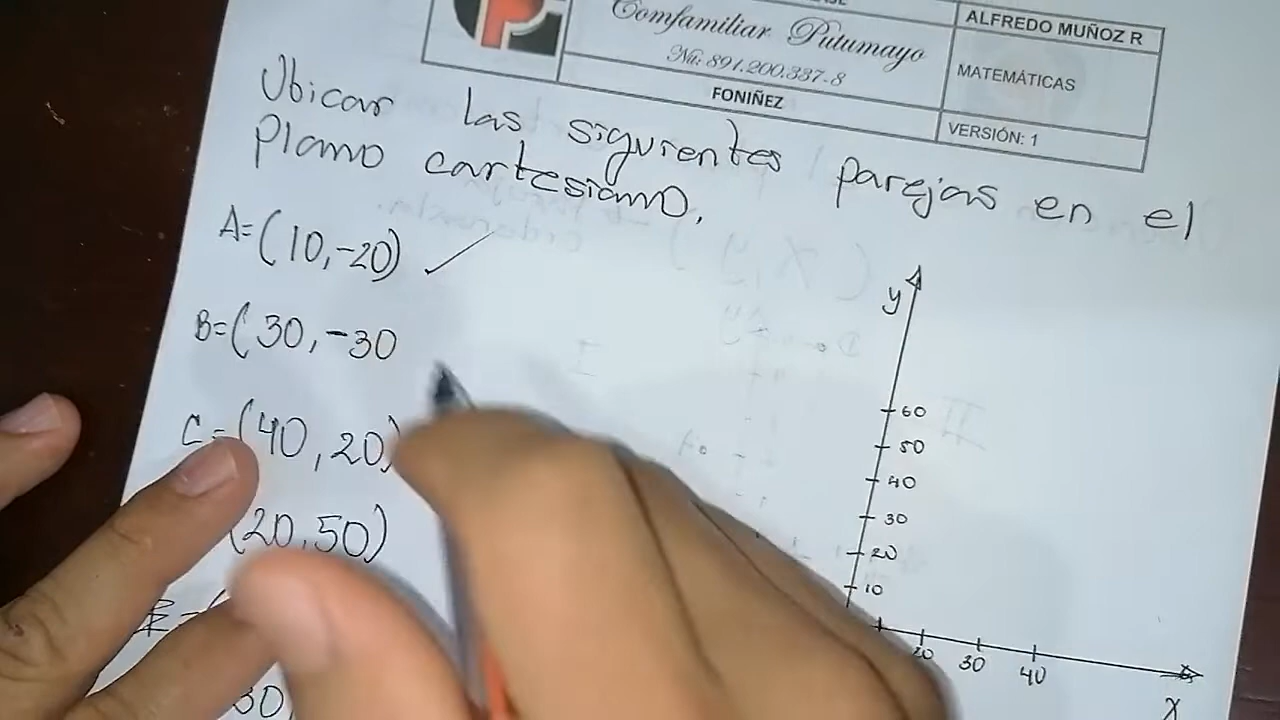 ALFREDO MUÑOZ R
Comfamiliar Putumayo
Nit: 891.200.337-8
MATEMÁTICAS
FONIÑEZ
VERSIÓN: 1
Ubicar las siguientes parejas en el
Plano cartesiano.
A=(10,-20) ✓
B=(30,-30
C=(40,20)
(20,50)
30
y
60
50
40
30
20
10
20 30 40
x